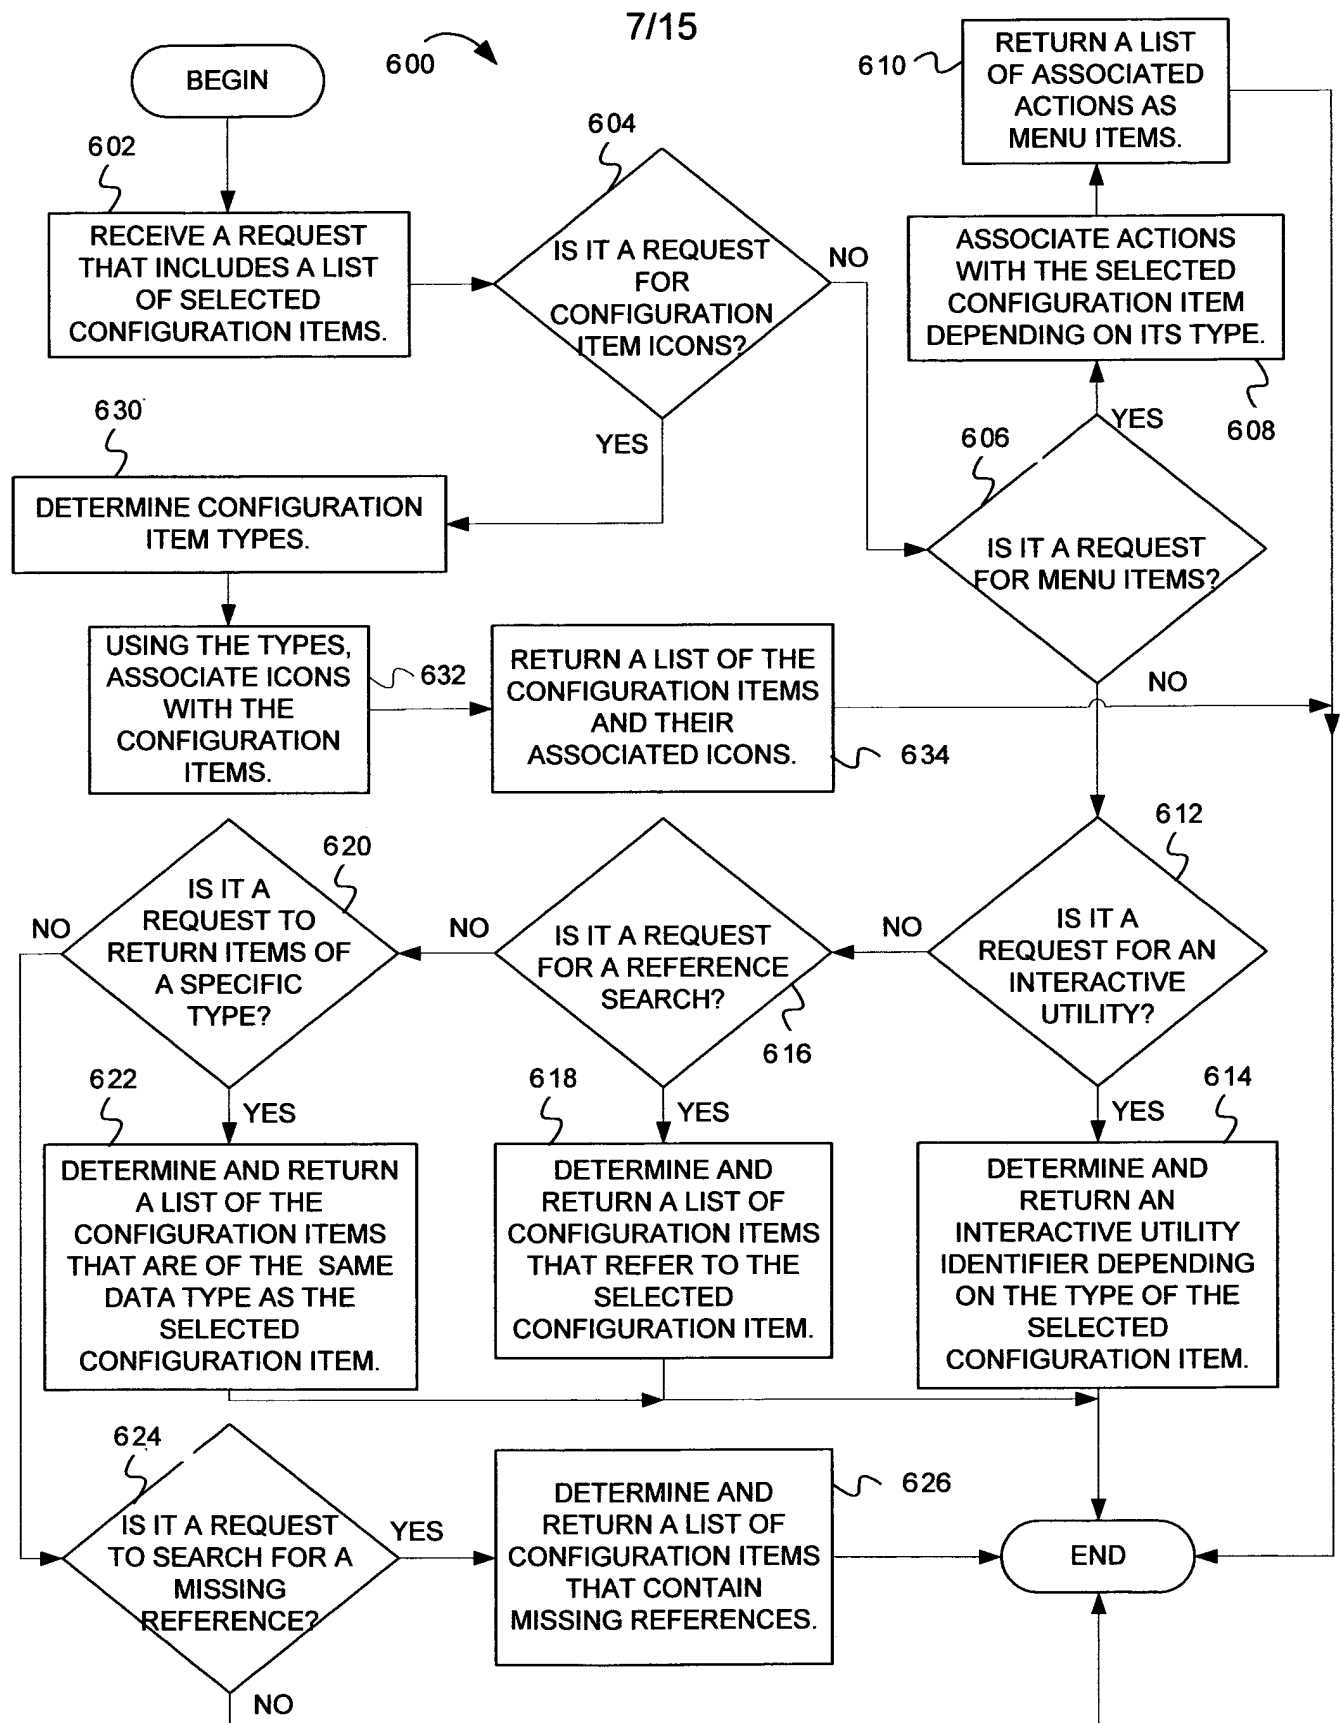 7/15
600
BEGIN
602
RECEIVE A REQUEST
THAT INCLUDES A LIST
OF SELECTED
CONFIGURATION ITEMS.
604
IS IT A REQUEST
FOR
CONFIGURATION
ITEM ICONS?
NO
YES
610
RETURN A LIST
OF ASSOCIATED
ACTIONS AS
MENU ITEMS.
ASSOCIATE ACTIONS
WITH THE SELECTED
CONFIGURATION ITEM
DEPENDING ON ITS TYPE.
608
YES
606
IS IT A REQUEST
FOR MENU ITEMS?
NO
630
DETERMINE CONFIGURATION
ITEM TYPES.
USING THE TYPES,
ASSOCIATE ICONS
WITH THE
CONFIGURATION
ITEMS.
632
RETURN A LIST OF THE
CONFIGURATION ITEMS
AND THEIR
ASSOCIATED ICONS.
634
612
IS IT A
REQUEST FOR AN
INTERACTIVE
UTILITY?
NO
YES
614
DETERMINE AND
RETURN AN
INTERACTIVE UTILITY
IDENTIFIER DEPENDING
ON THE TYPE OF THE
SELECTED
CONFIGURATION ITEM.
IS IT A REQUEST
FOR A REFERENCE
SEARCH?
616
NO
YES
618
DETERMINE AND
RETURN A LIST OF
CONFIGURATION ITEMS
THAT REFER TO THE
SELECTED
CONFIGURATION ITEM.
620
IS IT A
REQUEST TO
RETURN ITEMS OF
A SPECIFIC
TYPE?
NO
YES
622
DETERMINE AND RETURN
A LIST OF THE
CONFIGURATION ITEMS
THAT ARE OF THE SAME
DATA TYPE AS THE
SELECTED
CONFIGURATION ITEM.
624
IS IT A REQUEST
TO SEARCH FOR A
MISSING
REFERENCE?
YES
NO
DETERMINE AND
RETURN A LIST OF
CONFIGURATION ITEMS
THAT CONTAIN
MISSING REFERENCES.
626
END